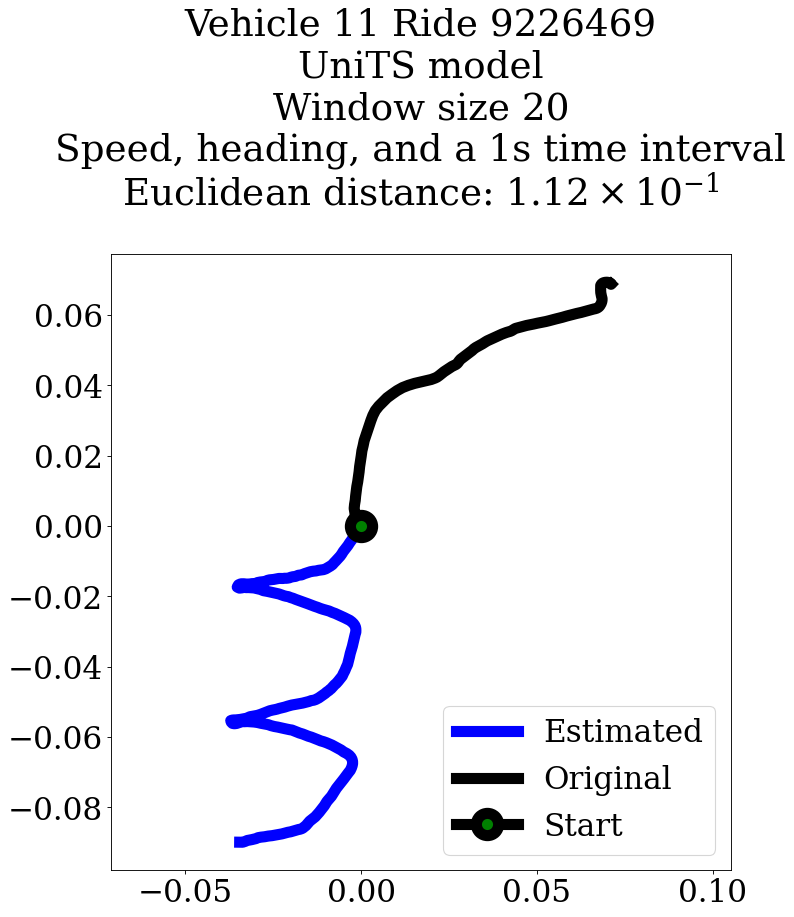 Vehicle 11 Ride 9226469
UniTS model
Window size 20
Speed, heading, and a 1s time interval
Euclidean distance: 1.12 × 10⁻¹
0.06
0.04
0.02
0.00
−0.02
−0.04
−0.06
−0.08
Estimated
Original
Start
−0.05 0.00 0.05 0.10